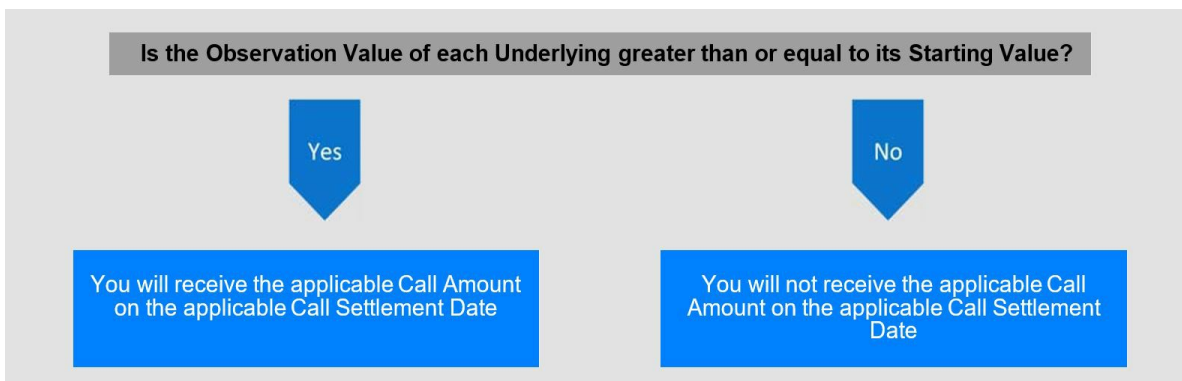 Is the Observation Value of each Underlying greater than or equal to its Starting Value?
Yes
No
You will receive the applicable Call Amount
on the applicable Call Settlement Date
You will not receive the applicable Call
Amount on the applicable Call Settlement
Date